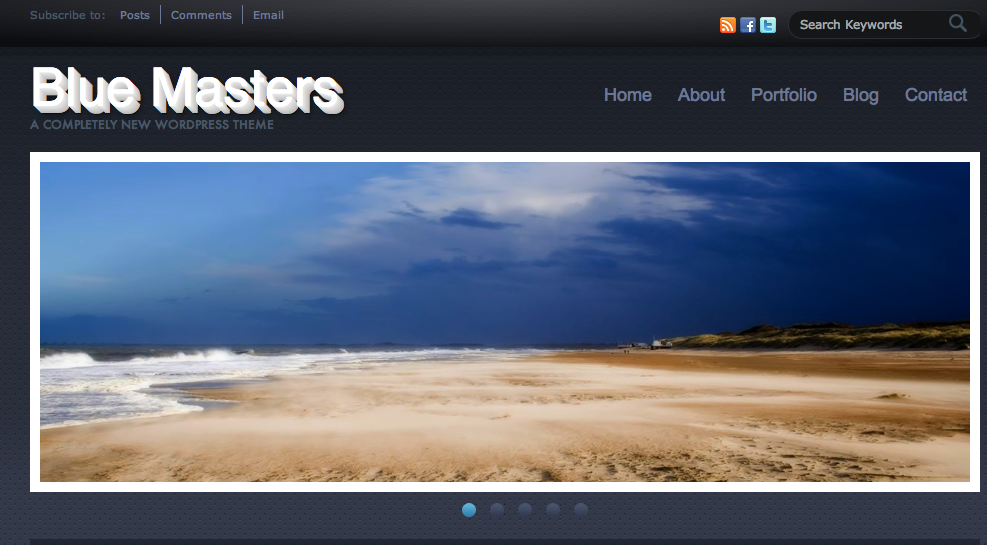 Subscribe to: Posts Comments Email
Search Keywords
Blue Masters
A COMPLETELY NEW WORDPRESS THEME
Home About Portfolio Blog Contact